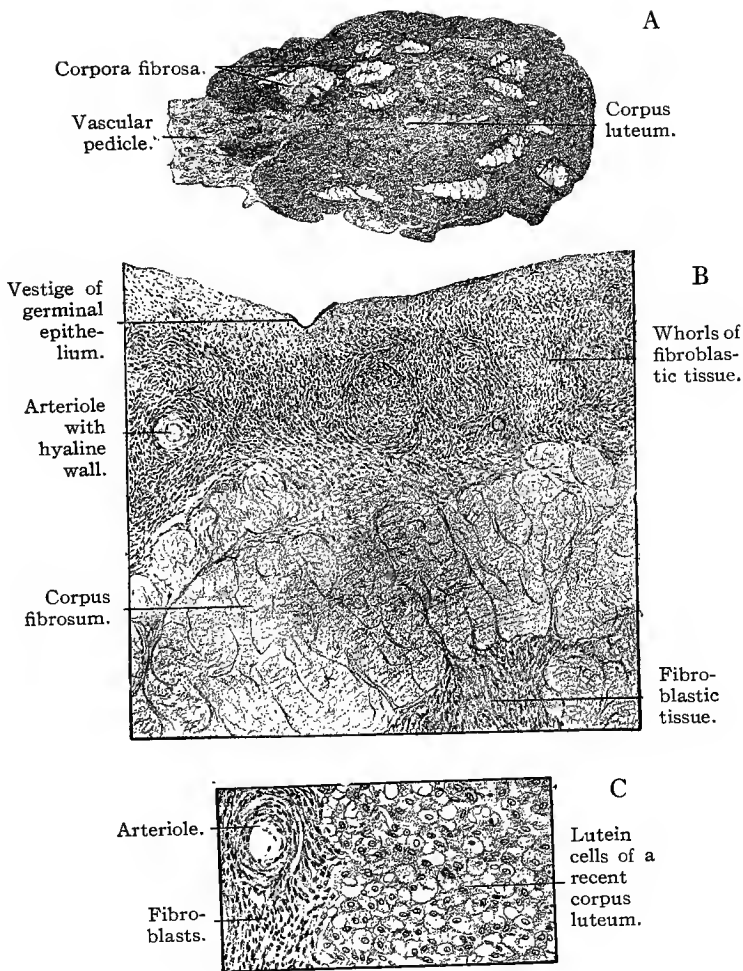 A
Corpora fibrosa.
Vascular
pedicle.
Corpus
luteum.
B
Vestige of
germinal
epithe-
lium.
Whorls of
fibroblas-
tic tissue.
Arteriole
with
hyaline
wall.
Corpus
fibrosum.
Fibro-
blastic
tissue.
C
Arteriole.
Fibro-
blasts.
Lutein
cells of a
recent
corpus
luteum.